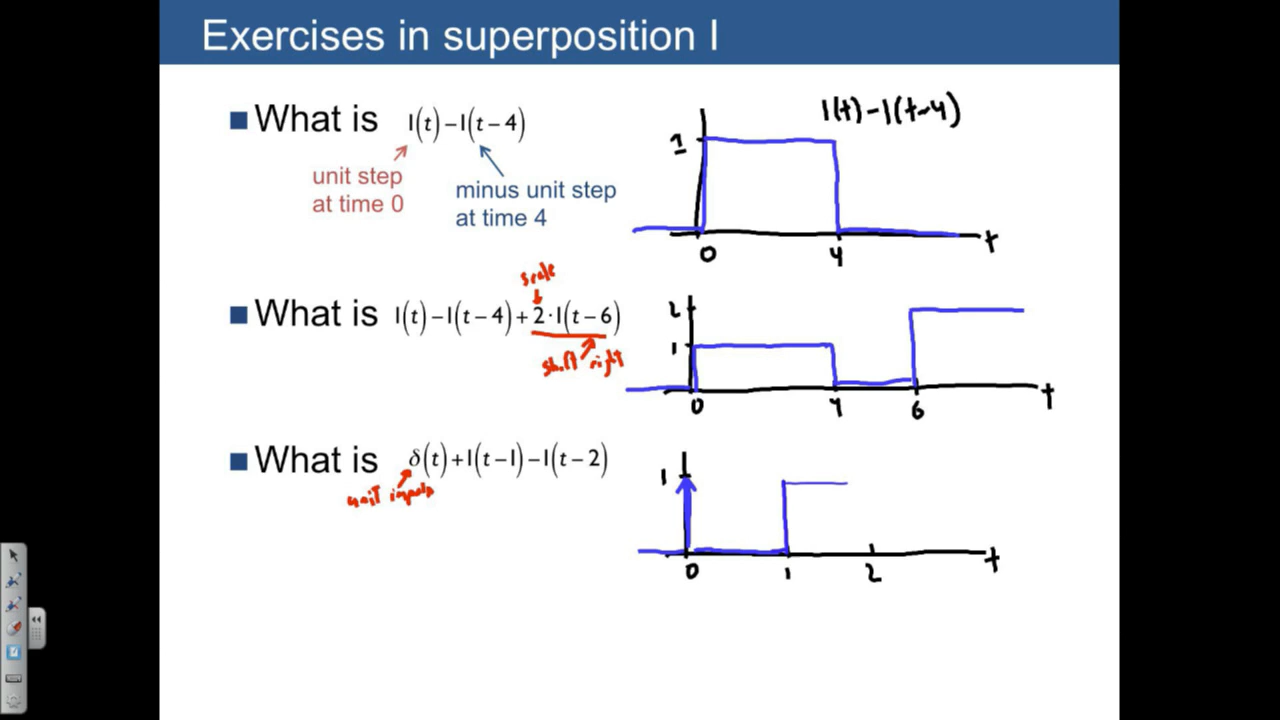 Exercises in superposition I
What is 1(t)-1(t-4)
unit step
at time 0
minus unit step
at time 4
1(t)-1(t-4)
1
0 4 t
scale
What is 1(t)-1(t-4)+2·1(t-6)
shift right
2
1
0 4 6 t
What is δ(t)+1(t-1)-1(t-2)
unit
1
0 1 2 t